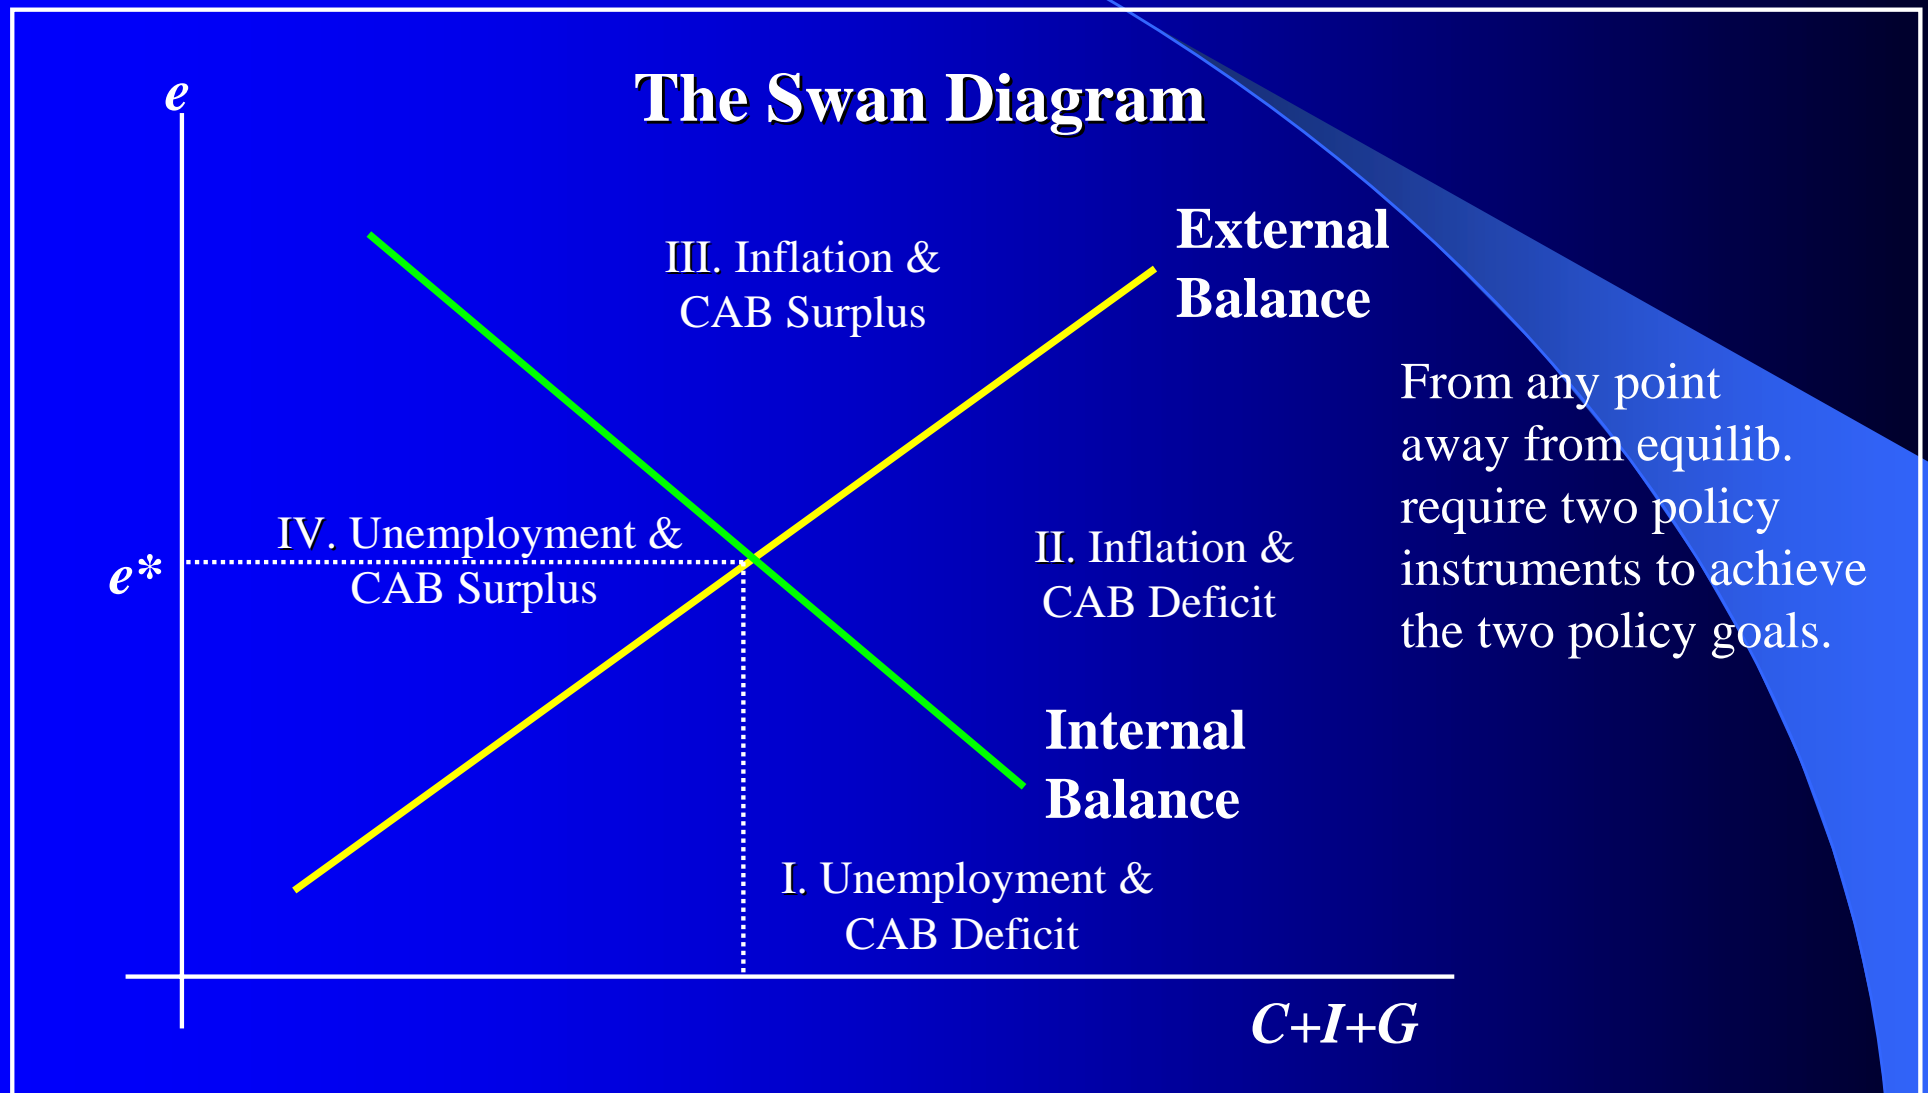 The Swan Diagram
e
External
Balance
III. Inflation &
CAB Surplus
From any point
away from equilib.
require two policy
instruments to achieve
the two policy goals.
IV. Unemployment &
CAB Surplus
e*
II. Inflation &
CAB Deficit
Internal
Balance
I. Unemployment &
CAB Deficit
C+I+G